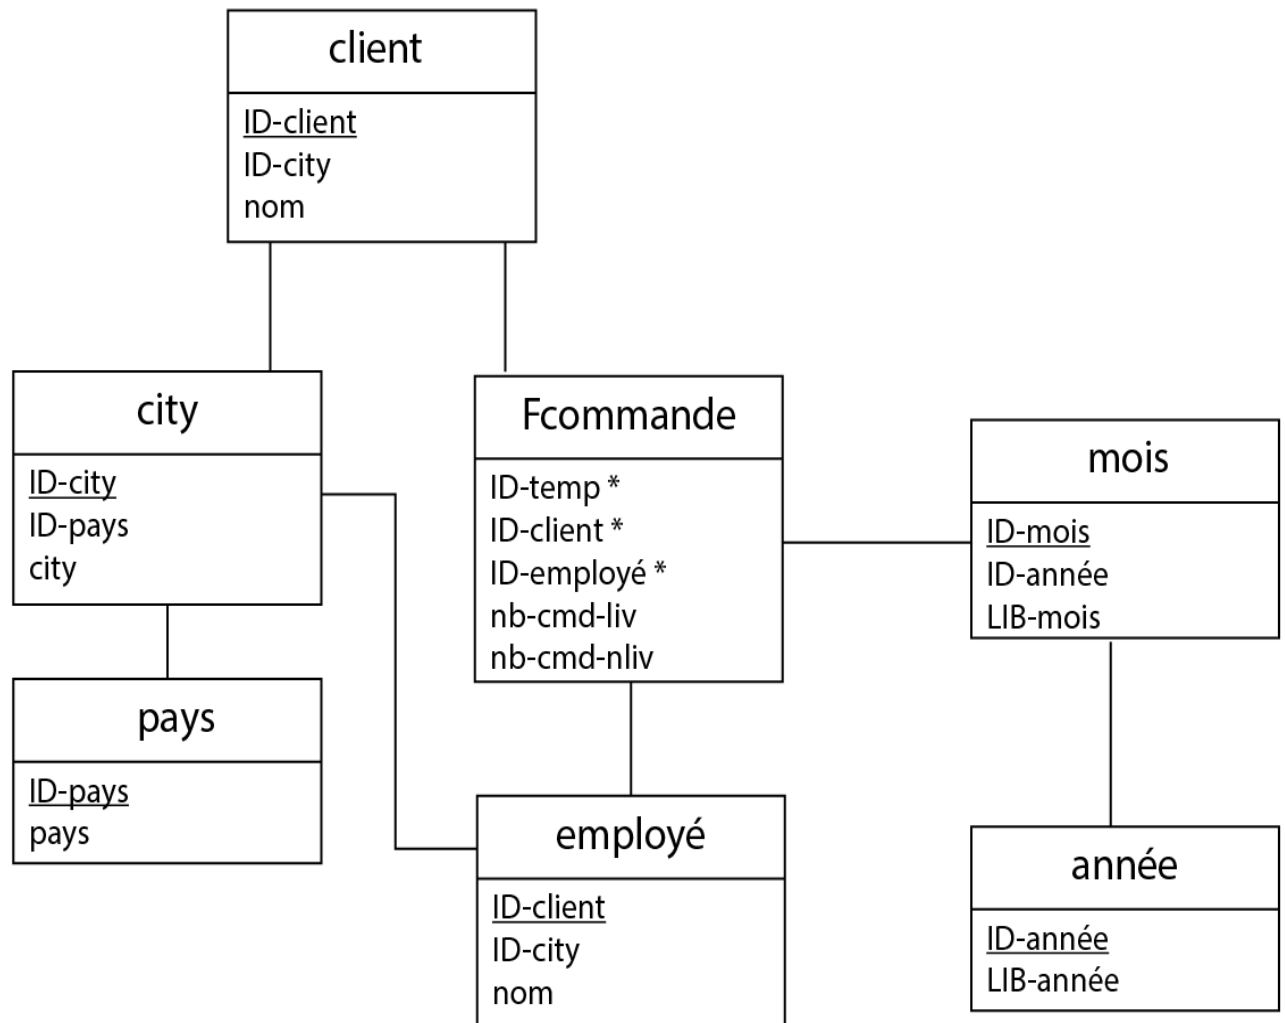 client
ID-client
ID-city
nom
city
ID-city
ID-pays
city
Fcommande
ID-temp *
ID-client *
ID-employé *
nb-cmd-liv
nb-cmd-nliv
mois
ID-mois
ID-année
LIB-mois
pays
ID-pays
pays
employé
ID-client
ID-city
nom
année
ID-année
LIB-année